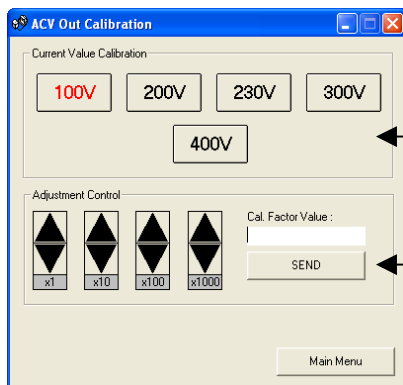 ACV Out Calibration
Current Value Calibration
100V 200V 230V 300V
400V
Adjustment Control
Cal. Factor Value :
SEND
x1 x10 x100 x1000
Main Menu